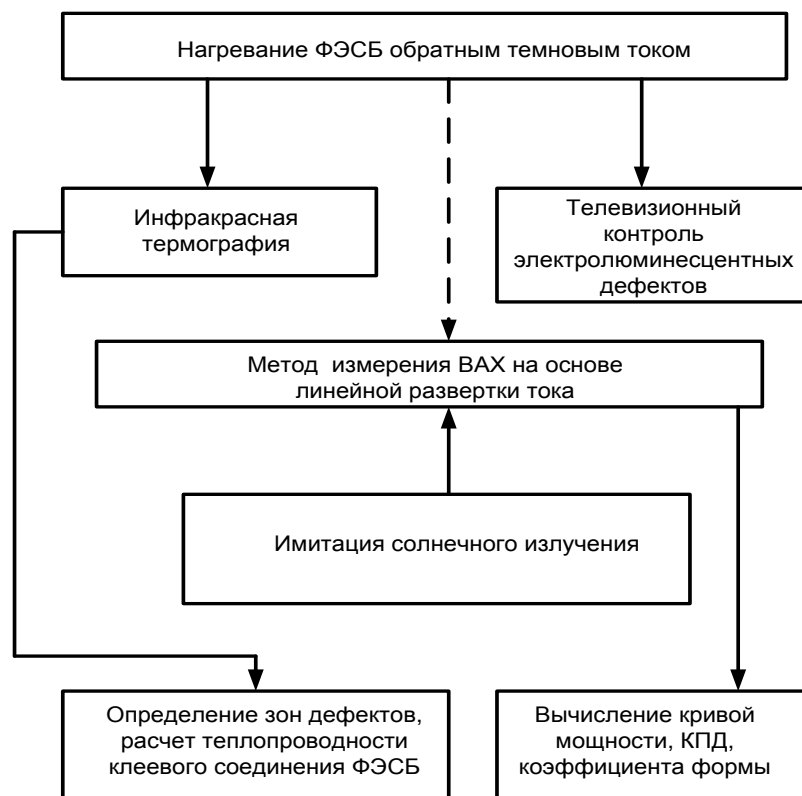 Нагревание ФЭСБ обратным темновым током
Инфракрасная
термография
Телевизионный
контроль
электролюминесцентных
дефектов
Метод измерения ВАХ на основе
линейной развертки тока
Имитация солнечного излучения
Определение зон дефектов,
расчет теплопроводности
клеевого соединения ФЭСБ
Вычисление кривой
мощности, КПД,
коэффициента формы